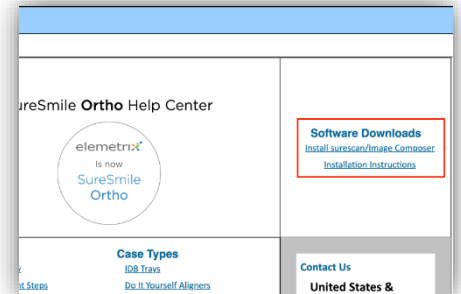 Ortho Help Center
Software Downloads
Install surescan/Image Composer
Installation Instructions
elemetrix
Is now
SureSmile
Ortho
Case Types
IDB Trays
Steps
Do It Yourself Aligners
Contact Us
United States &